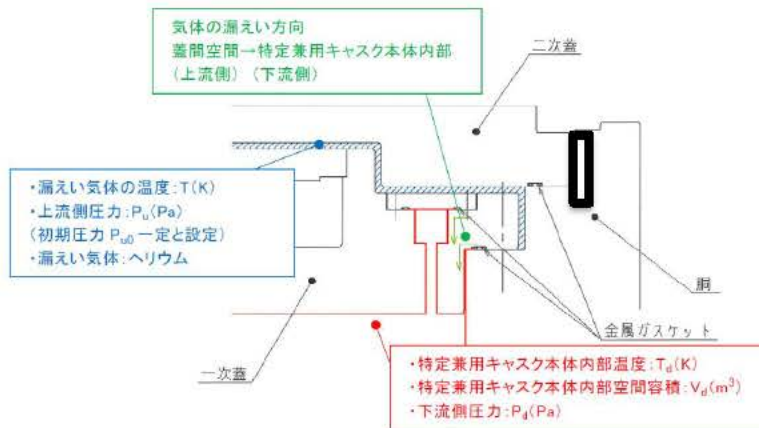 気体の漏えい方向
蓋間空間→特定兼用キャスク本体内部
(上流側) (下流側)
二次蓋
・漏えい気体の温度:T(K)
・上流側圧力:Pu(Pa)
(初期圧力 Pu0 一定と設定)
・漏えい気体:ヘリウム
胴
金属ガスケット
一次蓋
・特定兼用キャスク本体内部温度:Td(K)
・特定兼用キャスク本体内部空間容積:Vd(m³)
・下流側圧力:Pd(Pa)